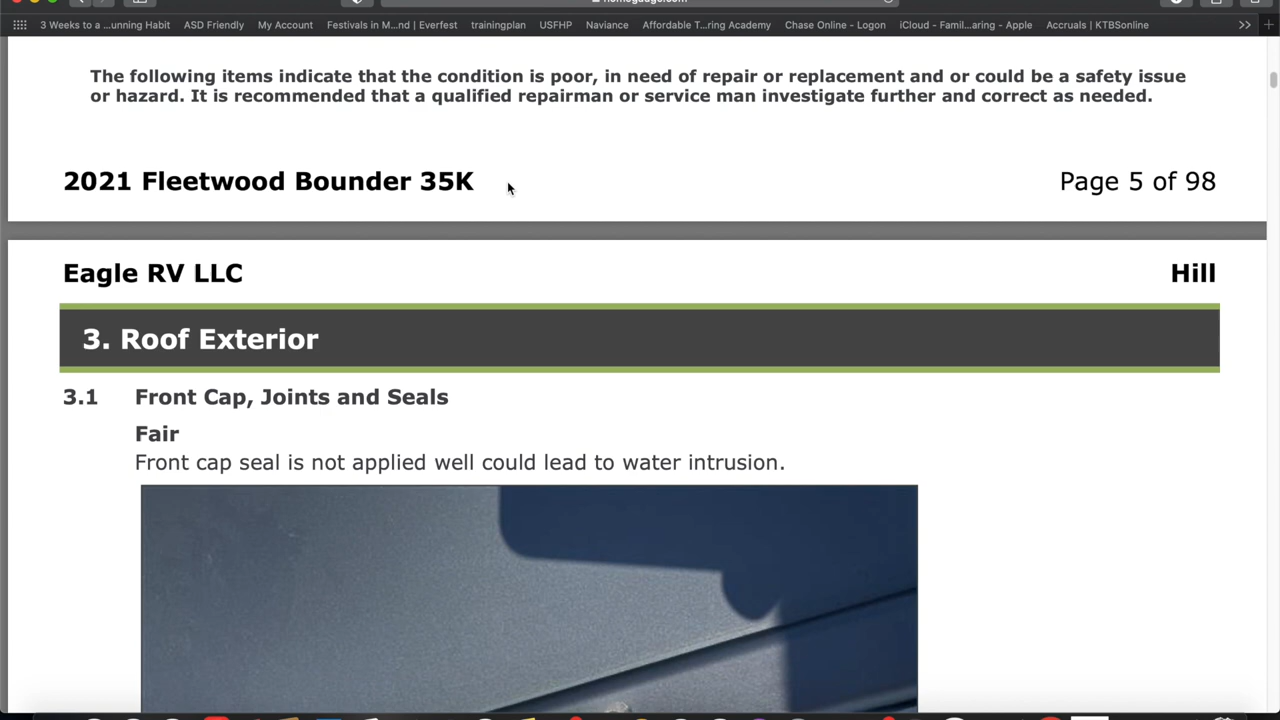 3 Weeks to a ...unning Habit ASD Friendly My Account Festivals in M...nd | Everfest trainingplan USFHP Naviance Affordable T...ring Academy Chase Online - Logon iCloud - Famil...aring - Apple Accruals | KTBSonline
The following items indicate that the condition is poor, in need of repair or replacement and or could be a safety issue
or hazard. It is recommended that a qualified repairman or service man investigate further and correct as needed.
2021 Fleetwood Bounder 35K Page 5 of 98
Eagle RV LLC Hill
3. Roof Exterior
3.1 Front Cap, Joints and Seals
Fair
Front cap seal is not applied well could lead to water intrusion.